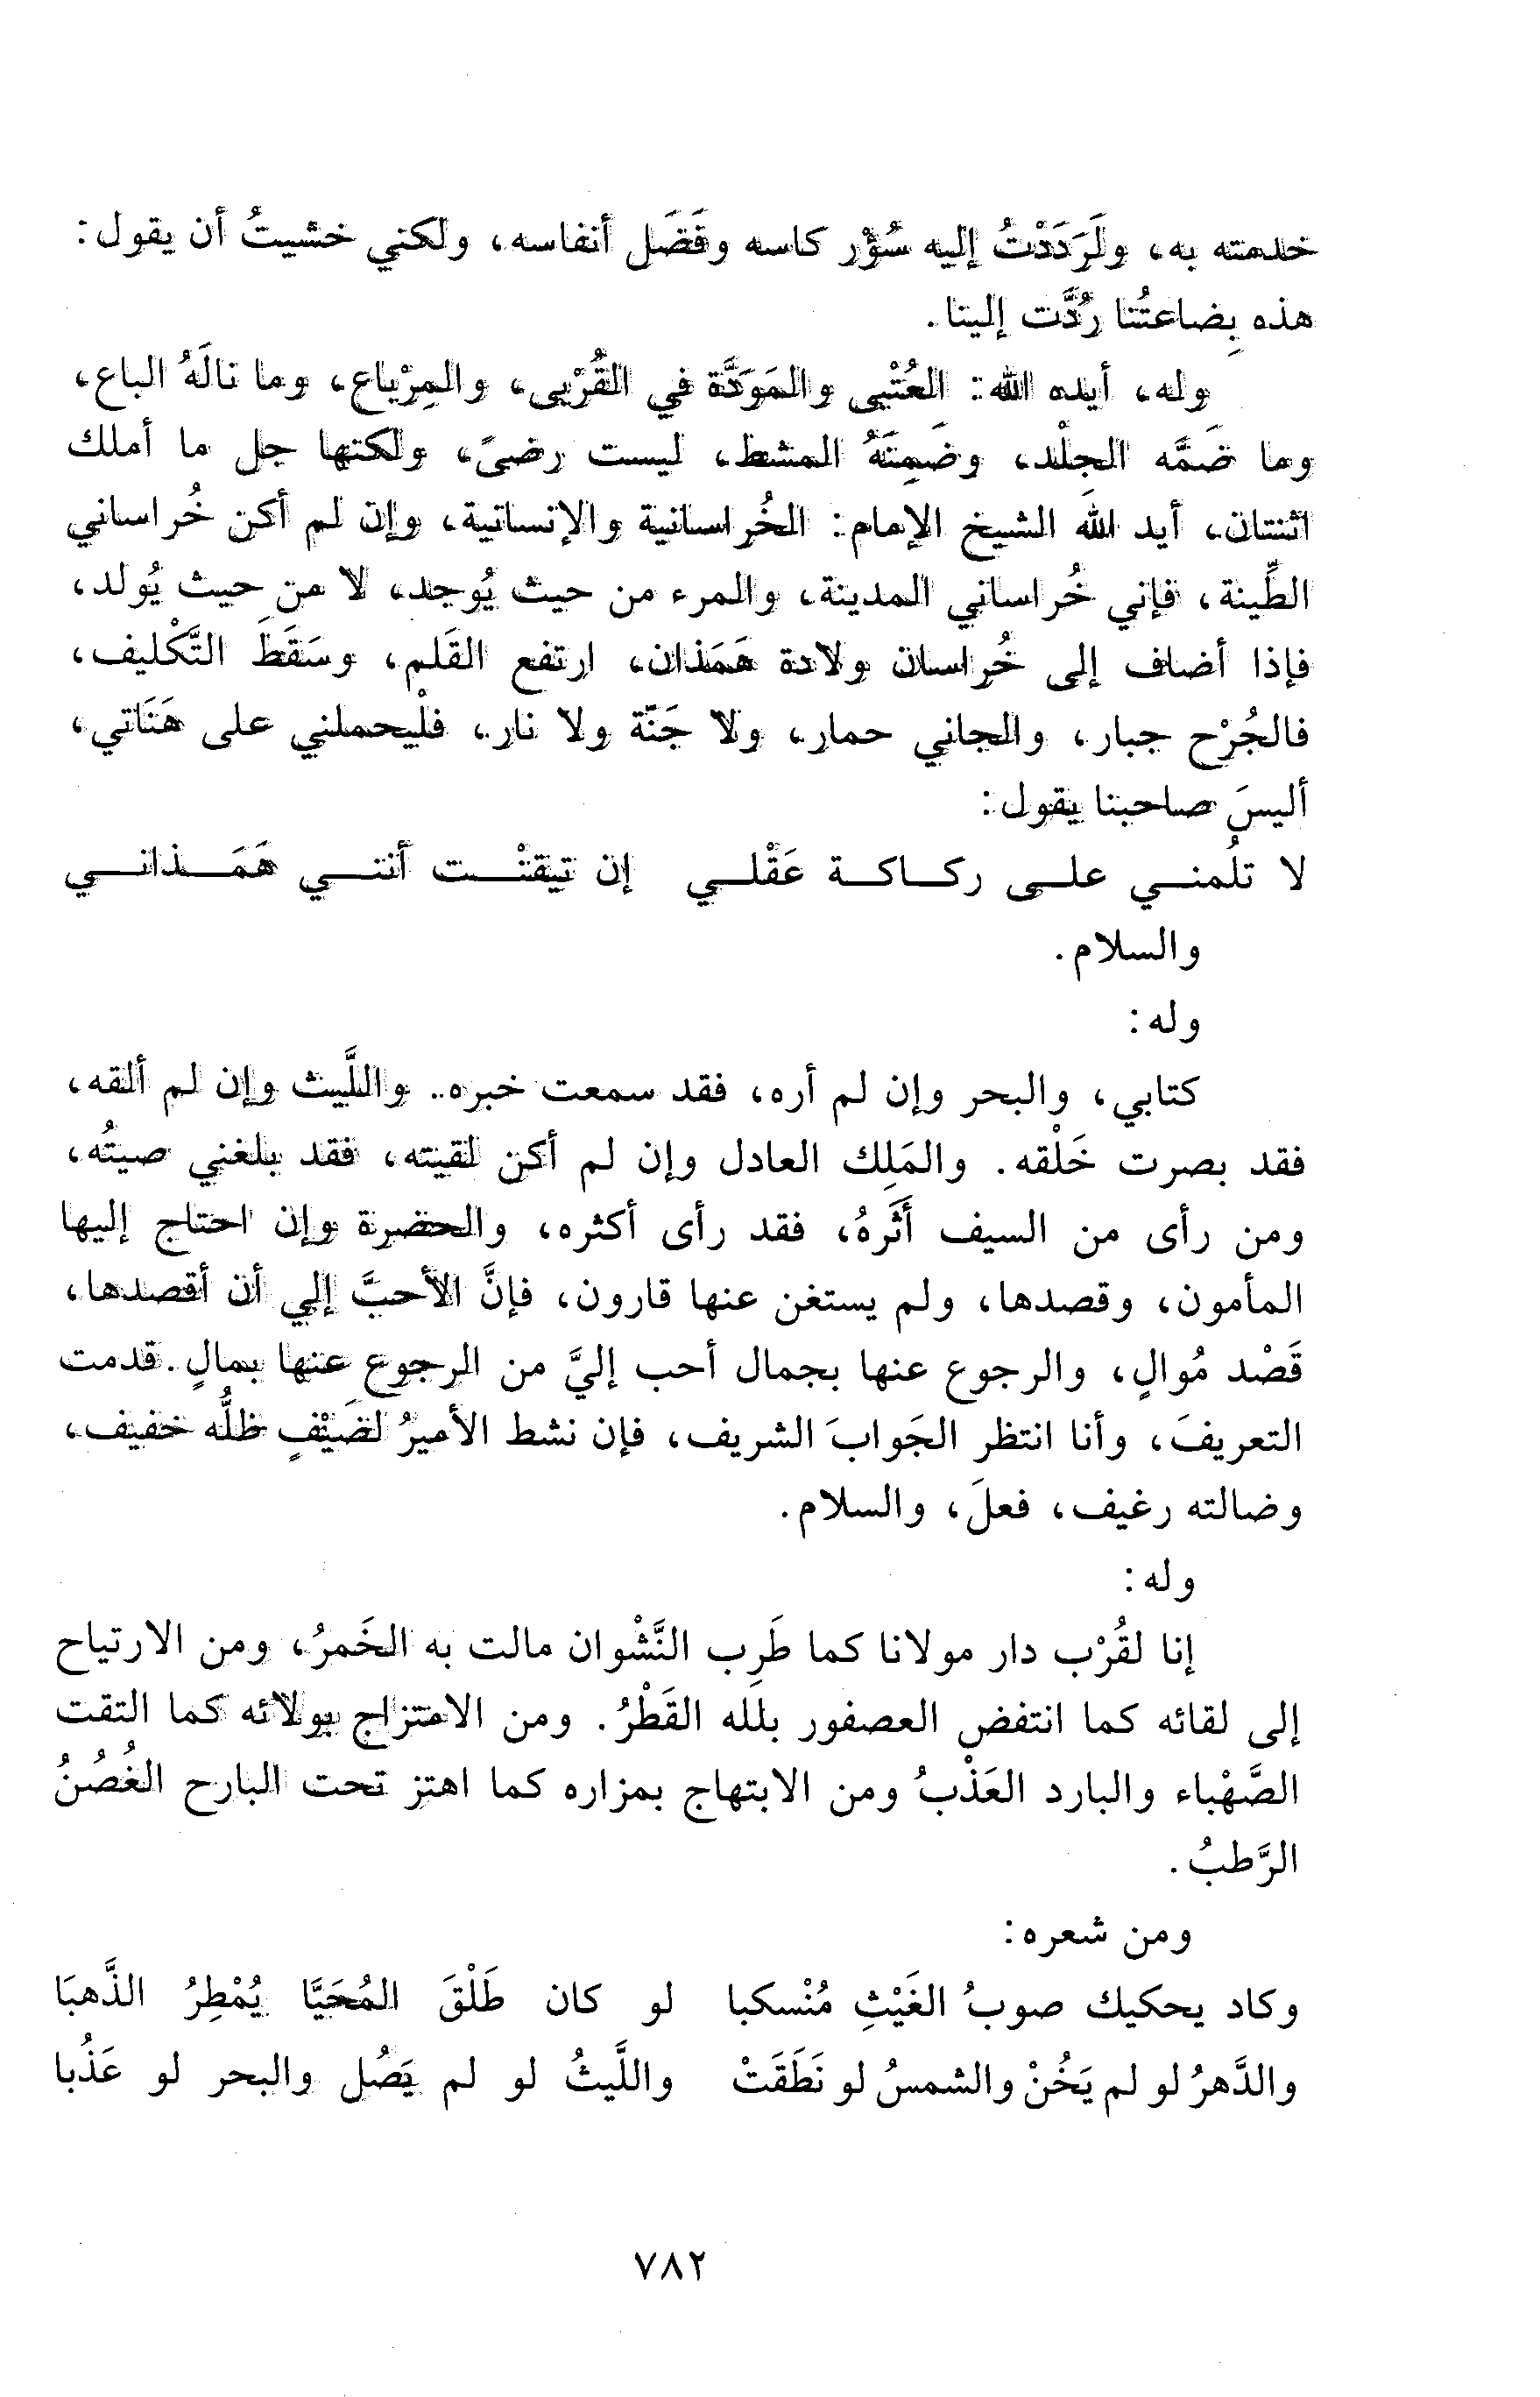 خدمته به، ولَرَدَدْتُ إليه سُؤْر كاسه وفَضَل أنفاسه، ولكني خشيتُ أن يقول:
هذه بِضاعتُنا رُدَّت إلينا.
وله، أيده الله: العُتْبى والمَوَدَّة في القُرْبى، والمِرْباع، وما نالَهُ الباع،
وما ضَمَّه الجلْد، وضَمِنَهُ المشط، ليست رضىً، ولكنها جل ما أملك
اثنتان، أيد الله الشيخ الإمام: الخُراسانية والإنسانية، وإن لم أكن خُراساني
الطِّينة، فإني خُراساني المدينة، والمرء من حيث يُوجد، لا من حيث يُولد،
فإذا أضاف إلى خُراسان ولادة هَمَذان، ارتفع القَلم، وسَقَطَ التَّكْليف،
فالجُرْح جبار، والجاني حمار، ولا جَنّة ولا نار، فلْيحملني على هَنَاتي،
أليسَ صاحبنا يقول:
لا تلُمنـي علـى ركـاكـة عَقْلـي إن تيقنْـت أننـي هَمَـذانـي
والسلام.
وله:
كتابي، والبحر وإن لم أره، فقد سمعت خبره.. واللَّيث وإن لم ألقه،
فقد بصرت خَلْقه. والمَلِك العادل وإن لم أكن لقيته، فقد بلغني صيتُه،
ومن رأى من السيف أَثَرهُ، فقد رأى أكثره، والحضرة وإن احتاج إليها
المأمون، وقصدها، ولم يستغن عنها قارون، فإنَّ الأحبَّ إلي أن أقصدها،
قَصْد مُوالٍ، والرجوع عنها بجمال أحب إليَّ من الرجوع عنها بمالٍ. قدمت
التعريفَ، وأنا انتظر الجَوابَ الشريف، فإن نشط الأميرُ لضَيْفٍ ظلُّه خفيف،
وضالته رغيف، فعلَ، والسلام.
وله:
إنا لقُرْب دار مولانا كما طَرِب النَّشْوان مالت به الخَمرُ، ومن الارتياح
إلى لقائه كما انتفض العصفور بلله القَطْرُ. ومن الامتزاج بولائه كما التقت
الصَّهْباء والبارد العَذْبُ ومن الابتهاج بمزاره كما اهتز تحت البارح الغُصُنُ
الرَّطبُ.
ومن شعره:
وكاد يحكيك صوبُ الغَيْثِ مُنْسكبا لو كان طَلْقَ المُحَيَّا يُمْطِرُ الذَّهبَا
والدَّهرُ لو لم يَخُنْ والشمسُ لو نَطَقَتْ واللَّيثُ لو لم يَصُل والبحر لو عَذُبا
٧٨٢